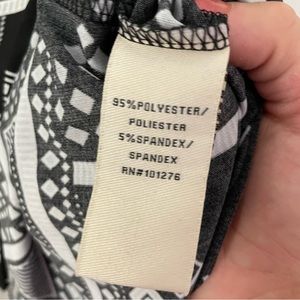 95%POLYESTER/
POLIESTER
5%SPANDEX/
SPANDEX
RN#101276